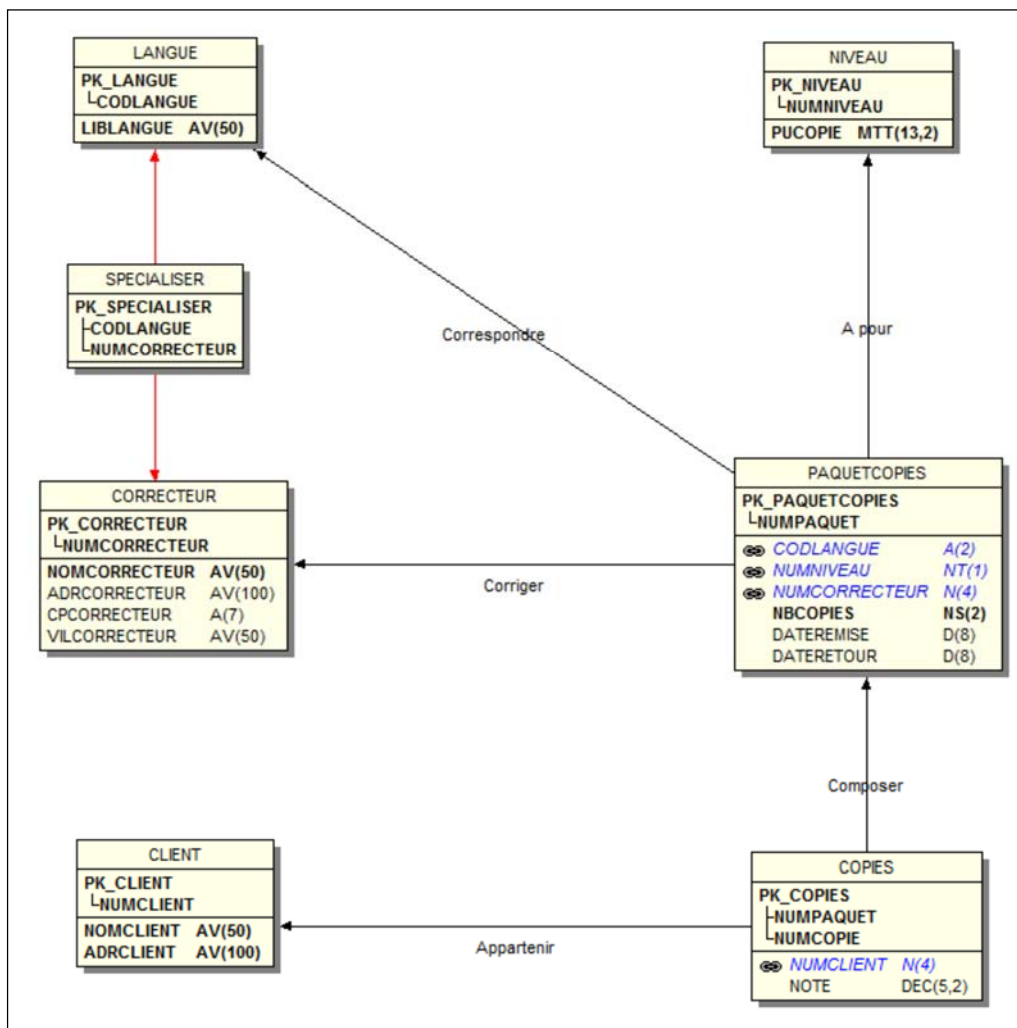 LANGUE
PK_LANGUE
CODLANGUE
LIBLANGUE AV(50)
NIVEAU
PK_NIVEAU
NUMNIVEAU
PUCOPIE MTT(13,2)
SPECIALISER
PK_SPECIALISER
CODLANGUE
NUMCORRECTEUR
Correspondre
A pour
CORRECTEUR
PK_CORRECTEUR
NUMCORRECTEUR
NOMCORRECTEUR AV(50)
ADRCORRECTEUR AV(100)
CPCORRECTEUR A(7)
VILCORRECTEUR AV(50)
Corriger
PAQUETCOPIES
PK_PAQUETCOPIES
NUMPAQUET
CODLANGUE A(2)
NUMNIVEAU NT(1)
NUMCORRECTEUR N(4)
NBCOPIES NS(2)
DATEREMISE D(8)
DATERETOUR D(8)
Composer
CLIENT
PK_CLIENT
NUMCLIENT
NOMCLIENT AV(50)
ADRCLIENT AV(100)
Appartenir
COPIES
PK_COPIES
NUMPAQUET
NUMCOPIE
NUMCLIENT N(4)
NOTE DEC(5,2)